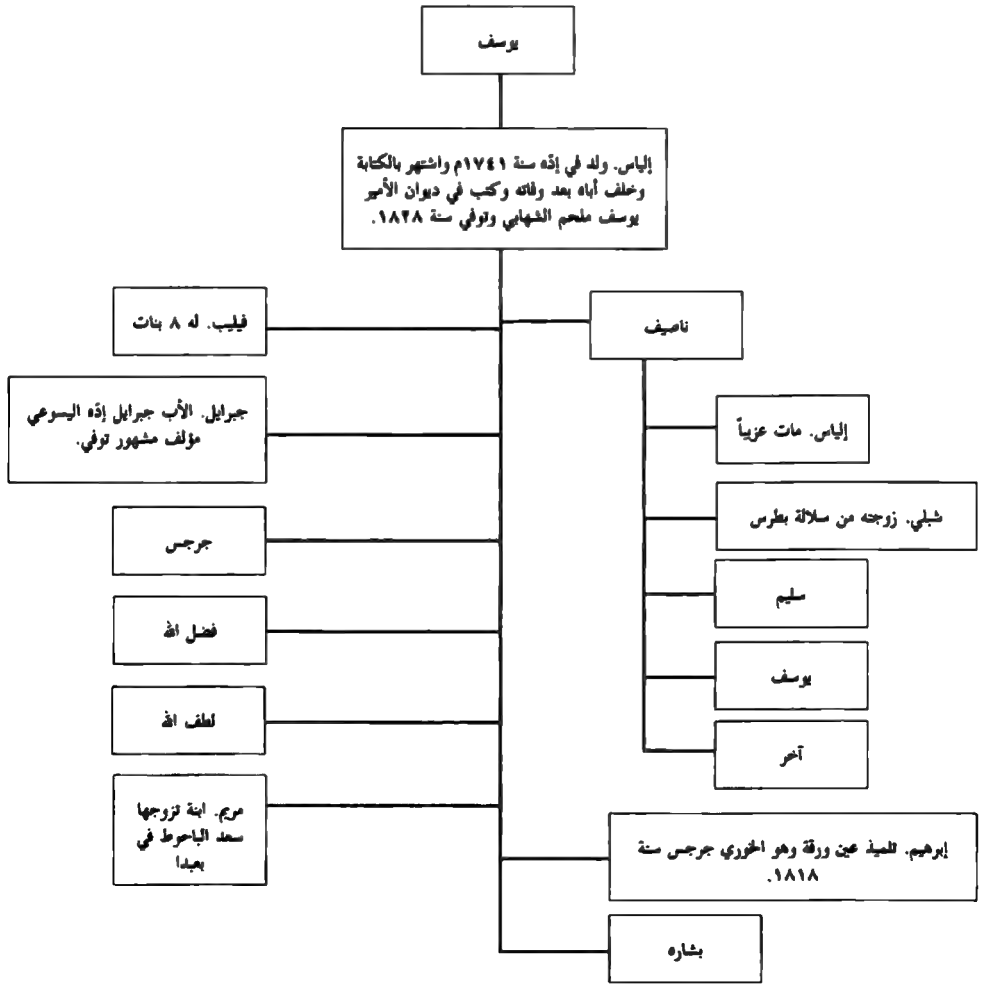 يوسف
إلياس. ولد في إدّه سنة ١٧٤١م واشتهر بالكتابة
وخلف أباه بعد وفاته وكتب في ديوان الأمير
يوسف ملحم الشهابي وتوفي سنة ١٨٢٨.
ناصيف
إلياس. مات عزيباً
شبلي. زوجته من سلالة بطرس
سليم
يوسف
آخر
إبرهيم. تلميذ عين ورقة وهو الخوري جرجس سنة
١٨١٨.
بشاره
فيليب. له ٨ بنات
جبرايل. الأب جبرايل إدّه اليسوعي
مؤلف مشهور توفي.
جرجس
فضل الله
لطف الله
مريم. ابنة تزوجها
سعد الباحوط في
بعبدا